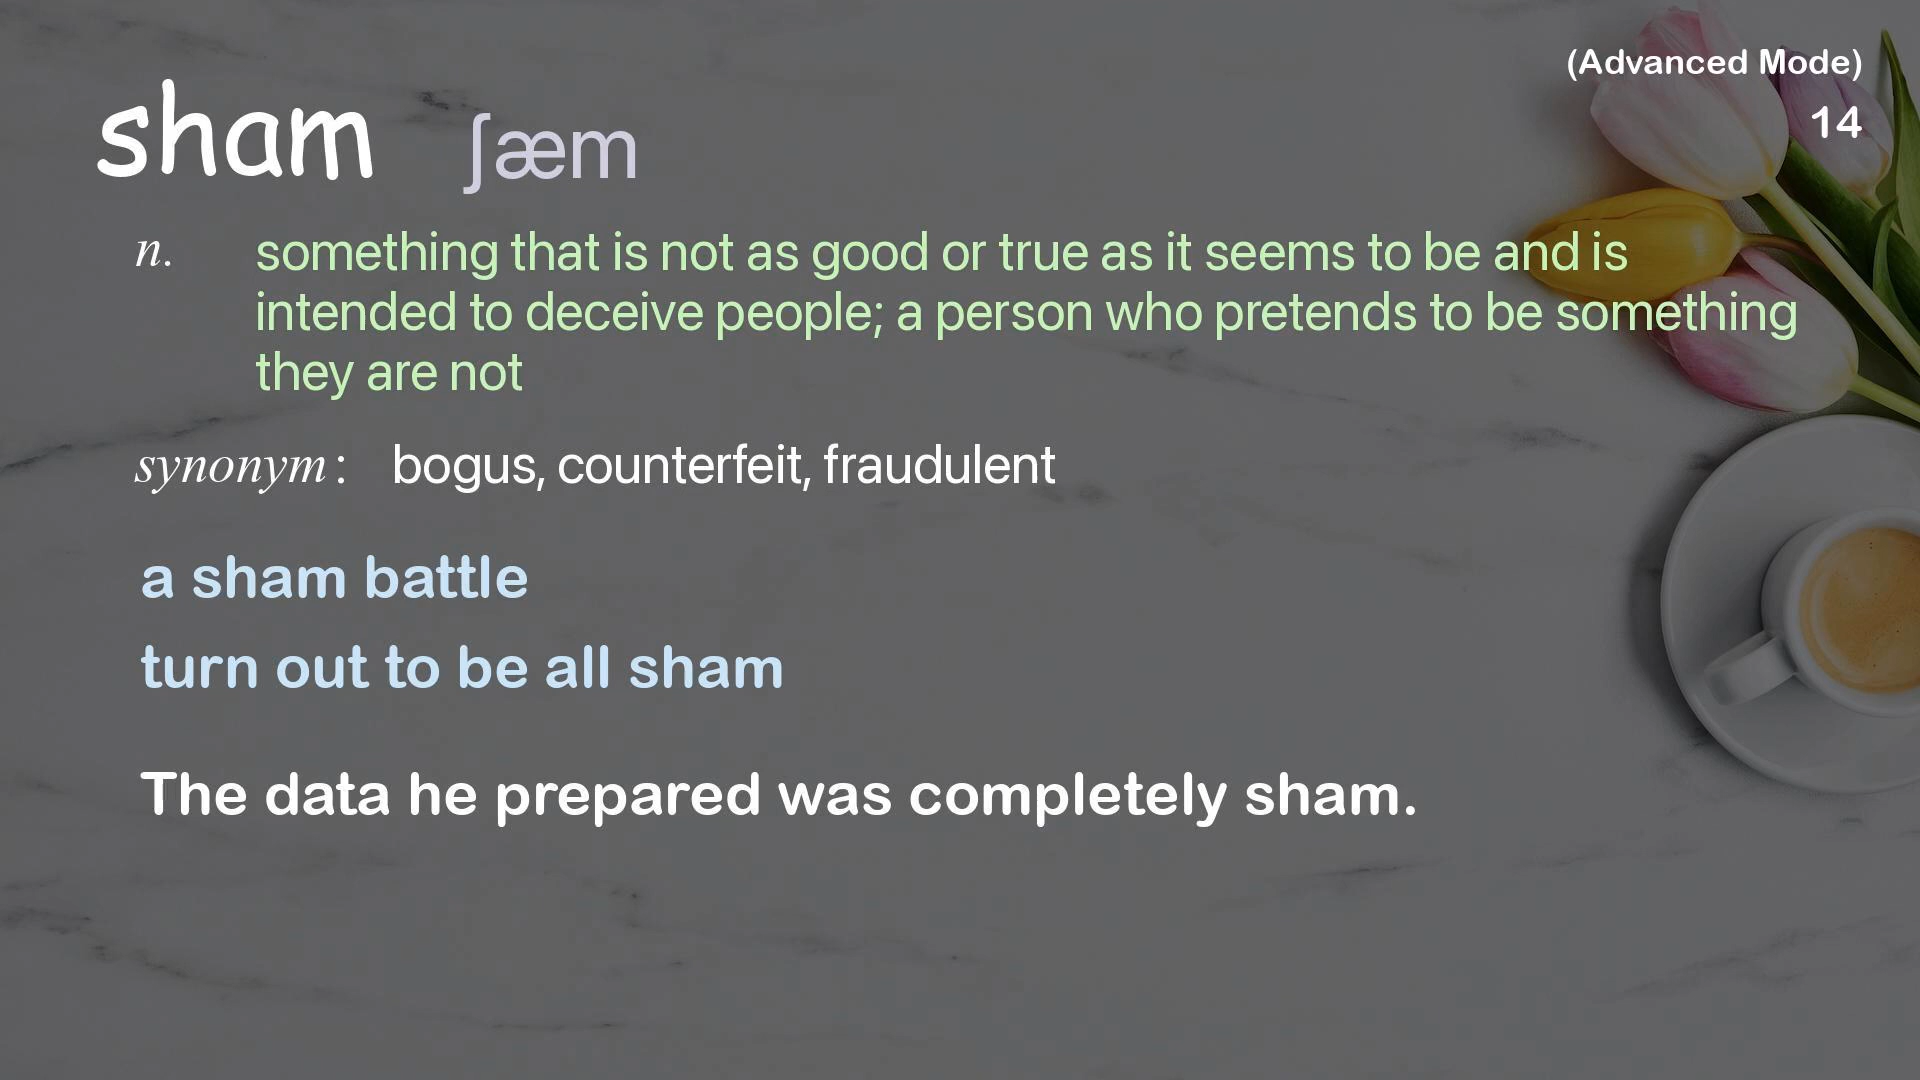 (Advanced Mode)
14
sham ʃæm
n. something that is not as good or true as it seems to be and is
intended to deceive people; a person who pretends to be something
they are not
synonym: bogus, counterfeit, fraudulent
a sham battle
turn out to be all sham
The data he prepared was completely sham.